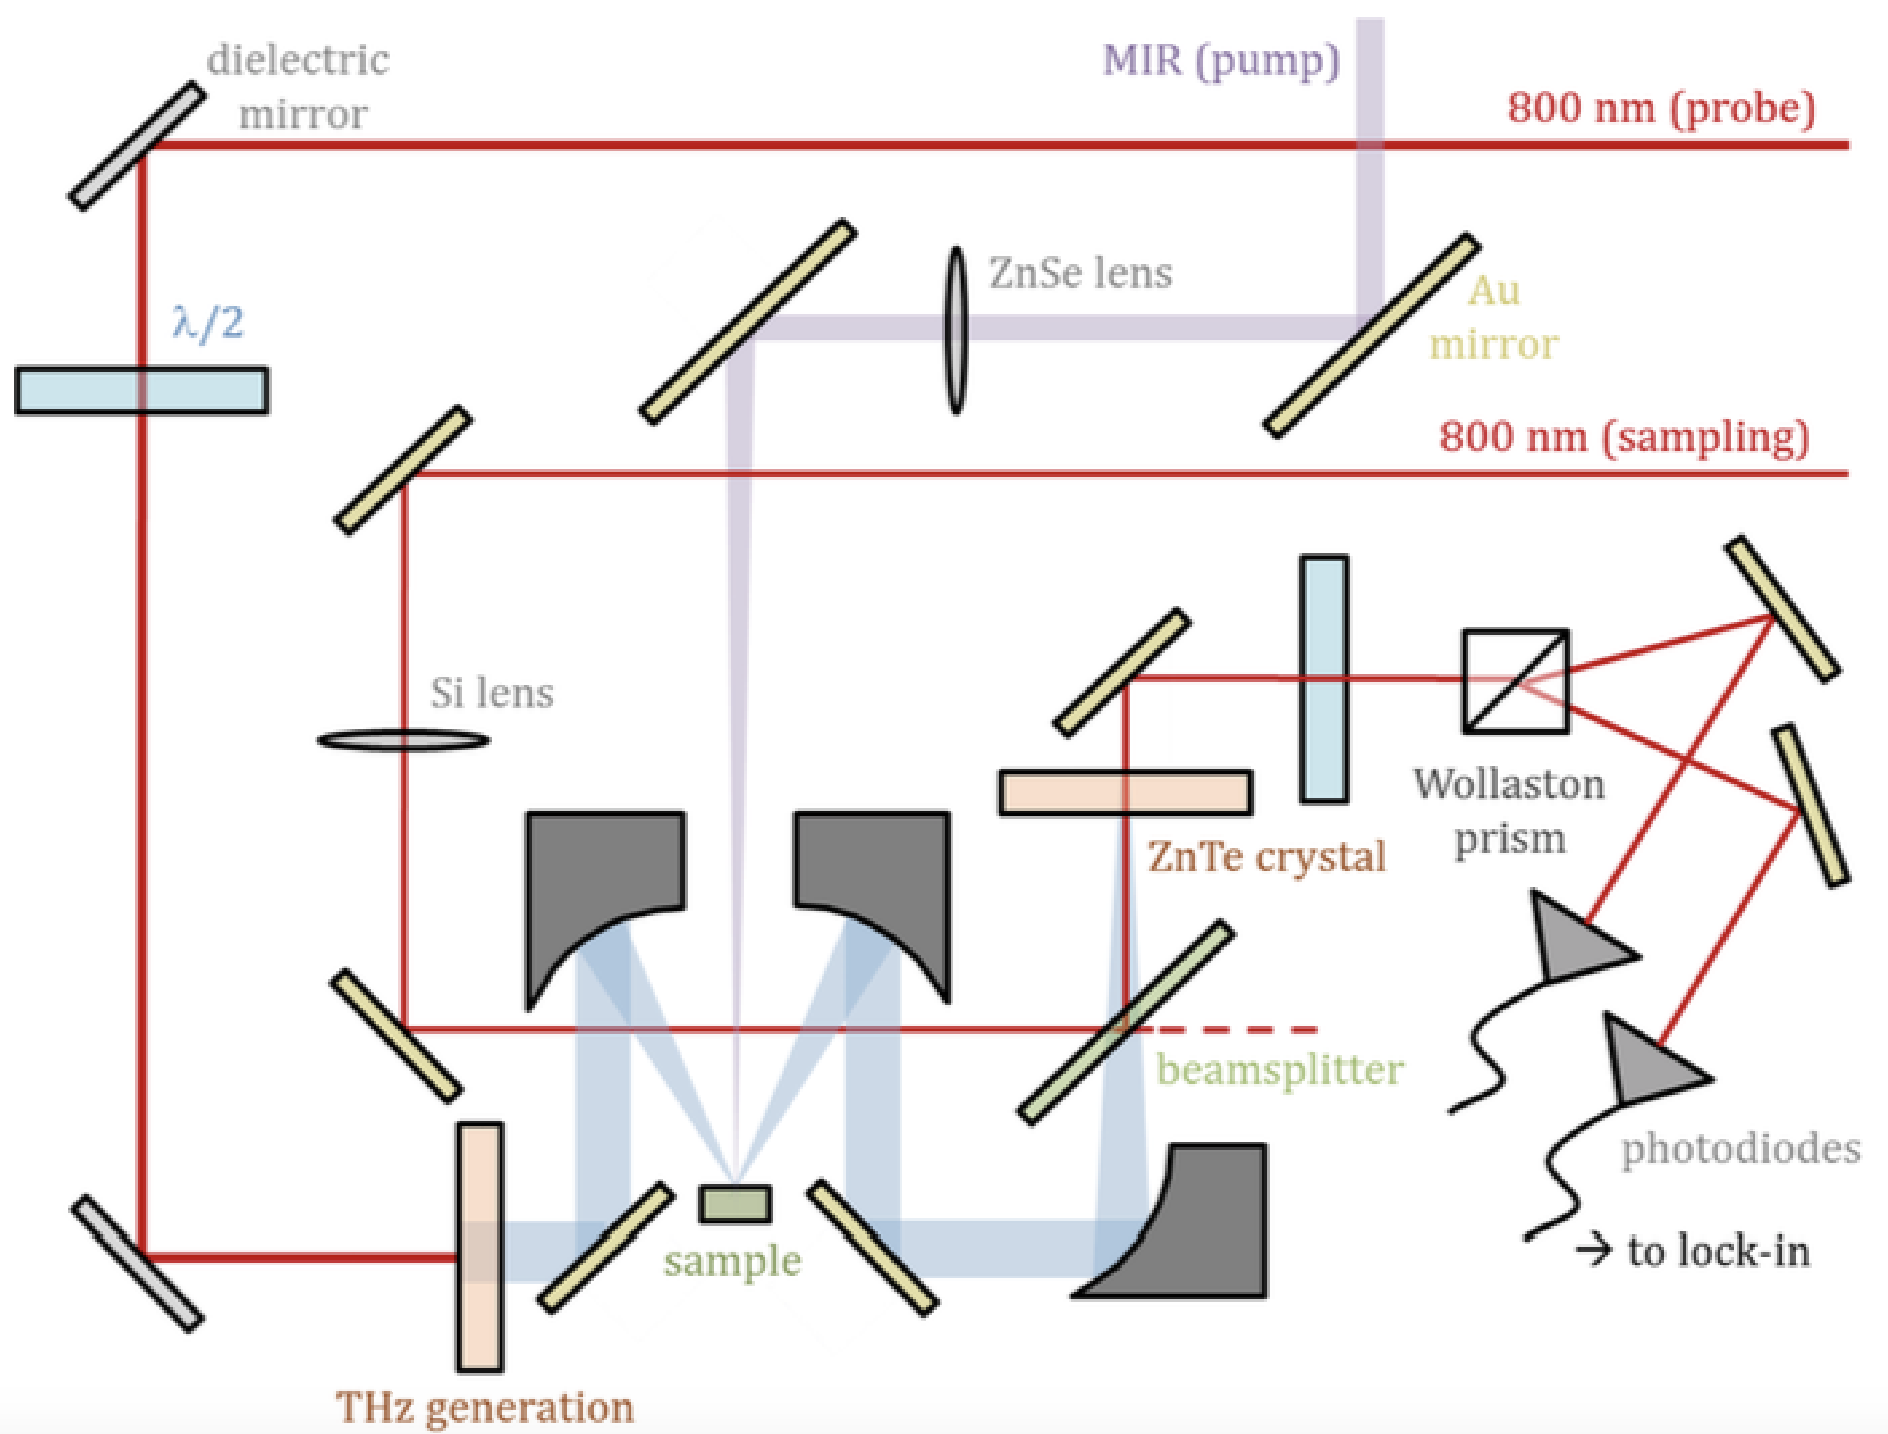 dielectric
mirror
MIR (pump)
800 nm (probe)
λ/2
ZnSe lens
Au
mirror
800 nm (sampling)
Si lens
Wollaston
prism
ZnTe crystal
beamsplitter
photodiodes
sample
→ to lock-in
THz generation